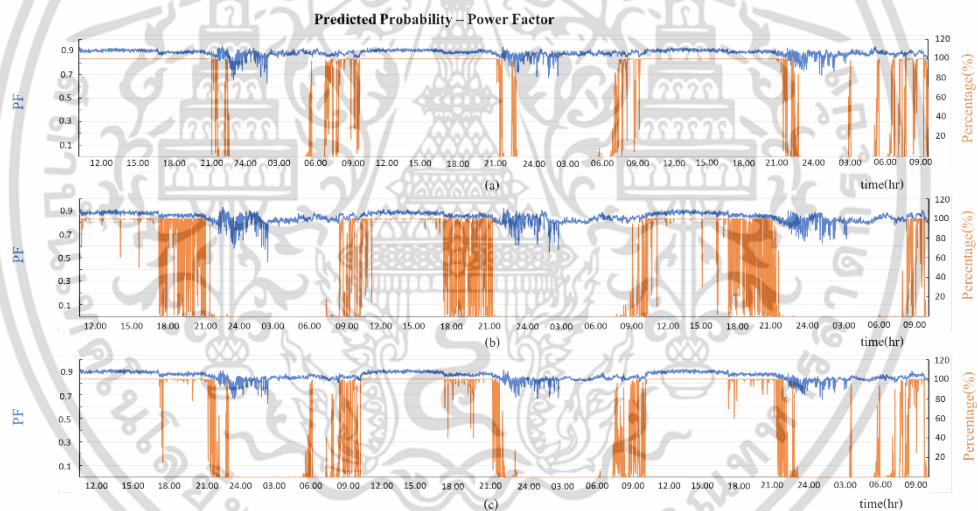 Predicted Probability – Power Factor
120
0.9 100
0.7 80
PF 0.5 60 Percentage(%)
0.3 40
0.1 20
12.00 15.00 18.00 21.00 24.00 03.00 06.00 09.00 12.00 15.00 18.00 21.00 24.00 03.00 06.00 09.00 12.00 15.00 18.00 21.00 24.00 03.00 06.00 09.00
(a) time(hr)
120
0.9 100
0.7 80
PF 0.5 60 Percentage(%)
0.3 40
0.1 20
12.00 15.00 18.00 21.00 24.00 03.00 06.00 09.00 12.00 15.00 18.00 21.00 24.00 03.00 06.00 09.00 12.00 15.00 18.00 21.00 24.00 03.00 06.00 09.00
(b) time(hr)
120
0.9 100
0.7 80
PF 0.5 60 Percentage(%)
0.3 40
0.1 20
12.00 15.00 18.00 21.00 24.00 03.00 06.00 09.00 12.00 15.00 18.00 21.00 24.00 03.00 06.00 09.00 12.00 15.00 18.00 21.00 24.00 03.00 06.00 09.00
(c) time(hr)